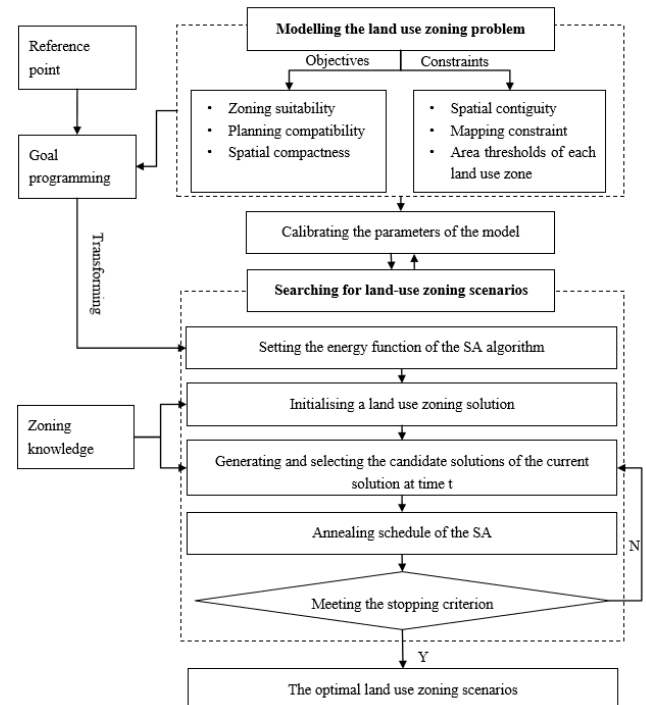 Modelling the land use zoning problem
Reference
point
Objectives
Constraints
• Zoning suitability
• Planning compatibility
• Spatial compactness
• Spatial contiguity
• Mapping constraint
• Area thresholds of each
land use zone
Goal
programming
Calibrating the parameters of the model
Transforming
Searching for land-use zoning scenarios
Setting the energy function of the SA algorithm
Initialising a land use zoning solution
Zoning
knowledge
Generating and selecting the candidate solutions of the current
solution at time t
Annealing schedule of the SA
N
Meeting the stopping criterion
Y
The optimal land use zoning scenarios